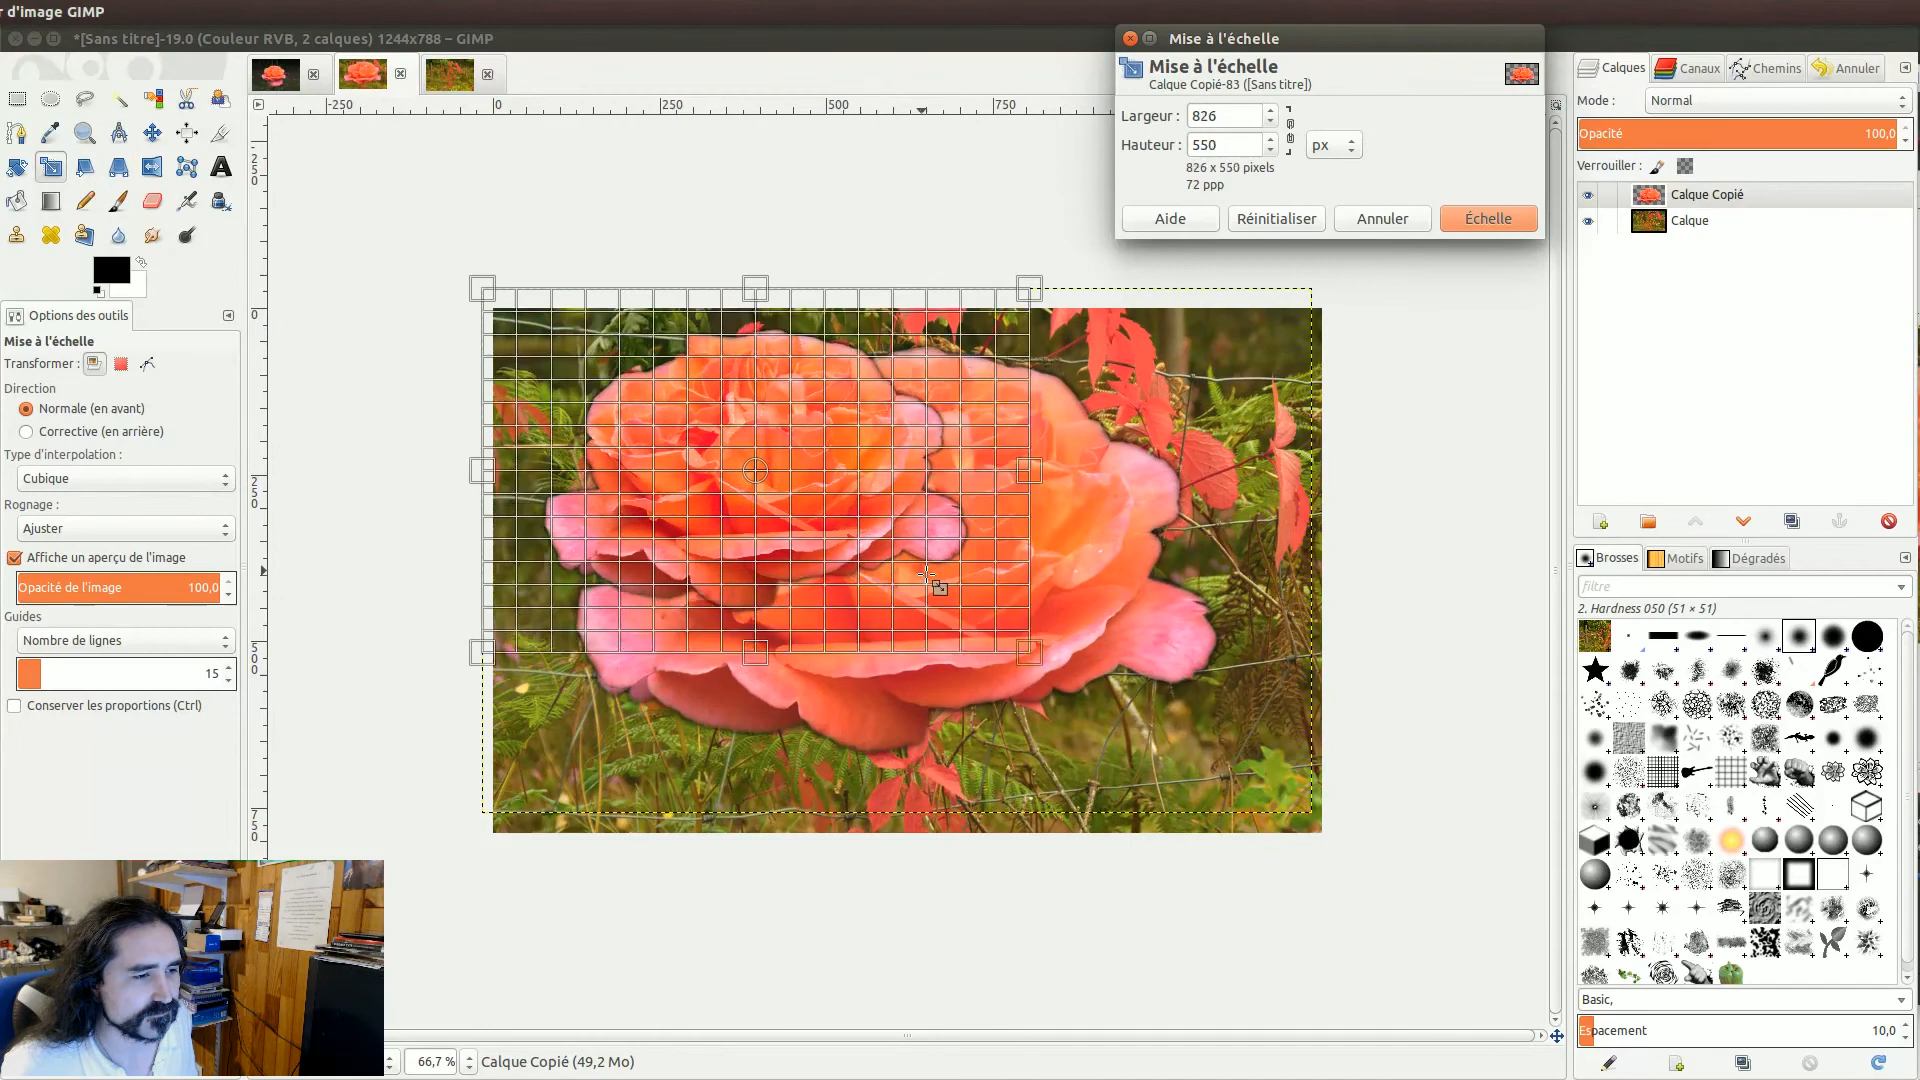 r d'image GIMP
*[Sans titre]-19.0 (Couleur RVB, 2 calques) 1244x788 – GIMP
-250
0
250
500
750
0
250
500
750
Mise à l'échelle
Transformer :
Direction
Normale (en avant)
Corrective (en arrière)
Type d'interpolation :
Cubique
Rognage :
Ajuster
Affiche un aperçu de l'image
Opacité de l'image 100,0
Guides
Nombre de lignes
15
Conserver les proportions (Ctrl)
Options des outils
Mise à l'échelle
Mise à l'échelle
Calque Copié-83 ([Sans titre])
Largeur : 826
Hauteur : 550 px
826 x 550 pixels
72 ppp
Aide Réinitialiser Annuler Échelle
Calques Canaux Chemins Annuler
Mode : Normal
Opacité 100,0
Verrouiller :
Calque Copié
Calque
Brosses Motifs Dégradés
filtre
2. Hardness 050 (51 × 51)
Basic,
Espacement 10,0
66,7 % Calque Copié (49,2 Mo)